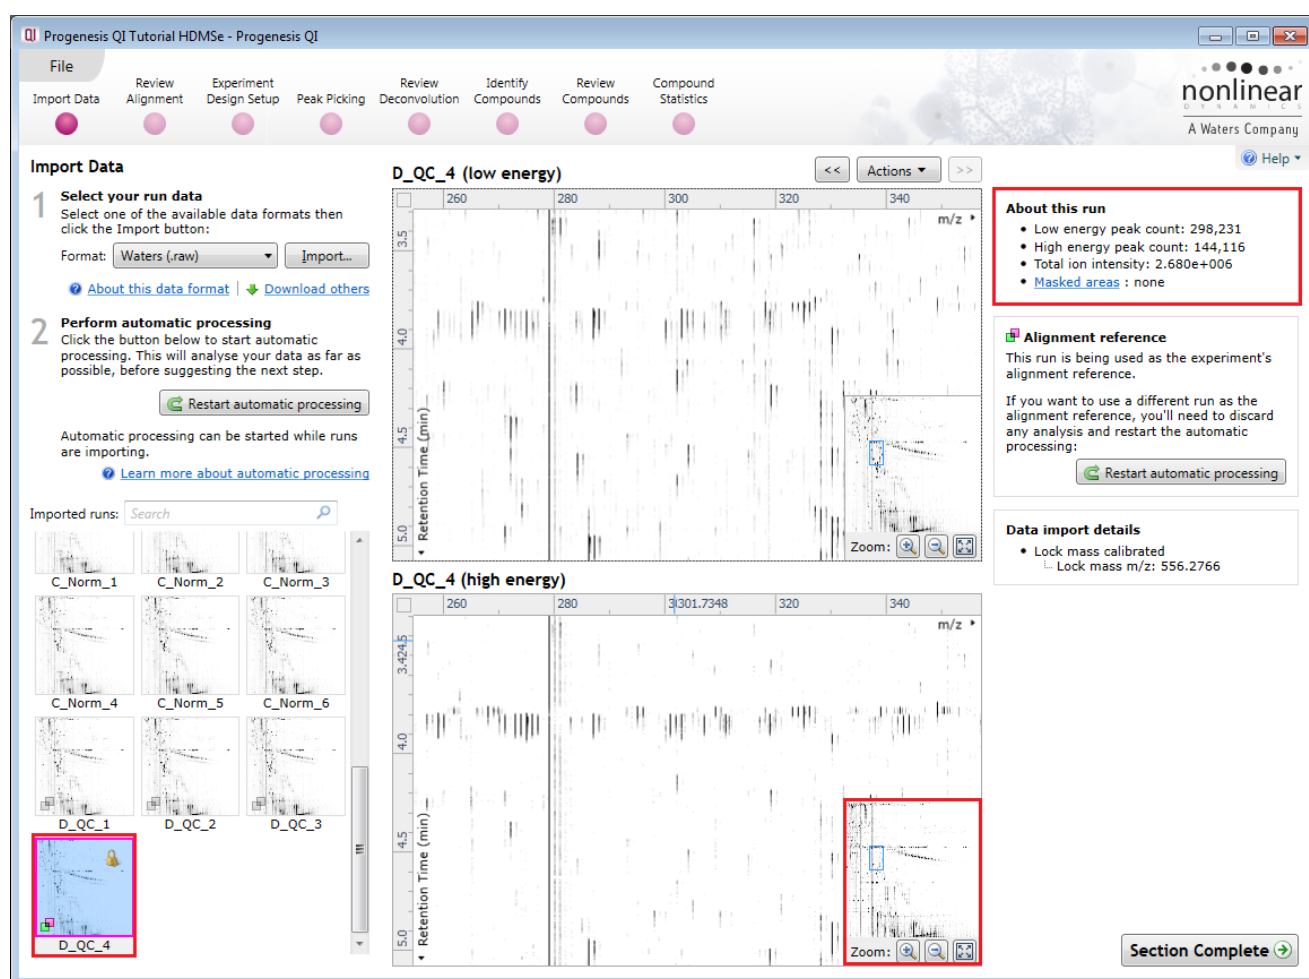 QI Progenesis QI Tutorial HDMSe - Progenesis QI
File
Import Data
Review Alignment
Experiment Design Setup
Peak Picking
Review Deconvolution
Identify Compounds
Review Compounds
Compound Statistics
nonlinear
DYNAMICS
A Waters Company
Help
Import Data
1 Select your run data
Select one of the available data formats then
click the Import button:
Format: Waters (.raw) Import...
About this data format | Download others
2 Perform automatic processing
Click the button below to start automatic
processing. This will analyse your data as far as
possible, before suggesting the next step.
Restart automatic processing
Automatic processing can be started while runs
are importing.
Learn more about automatic processing
Imported runs: Search
C_Norm_1 C_Norm_2 C_Norm_3
C_Norm_4 C_Norm_5 C_Norm_6
D_QC_1 D_QC_2 D_QC_3
D_QC_4
D_QC_4 (low energy)
<< Actions >>
260 280 300 320 340
m/z
3.5
4.0
4.5
5.0
Retention Time (min)
Zoom:
D_QC_4 (high energy)
260 280 3 301.7348 320 340
m/z
3.424.5
4.0
4.5
5.0
Retention Time (min)
Zoom:
About this run
• Low energy peak count: 298,231
• High energy peak count: 144,116
• Total ion intensity: 2.680e+006
• Masked areas : none
Alignment reference
This run is being used as the experiment's
alignment reference.
If you want to use a different run as the
alignment reference, you'll need to discard
any analysis and restart the automatic
processing:
Restart automatic processing
Data import details
• Lock mass calibrated
Lock mass m/z: 556.2766
Section Complete